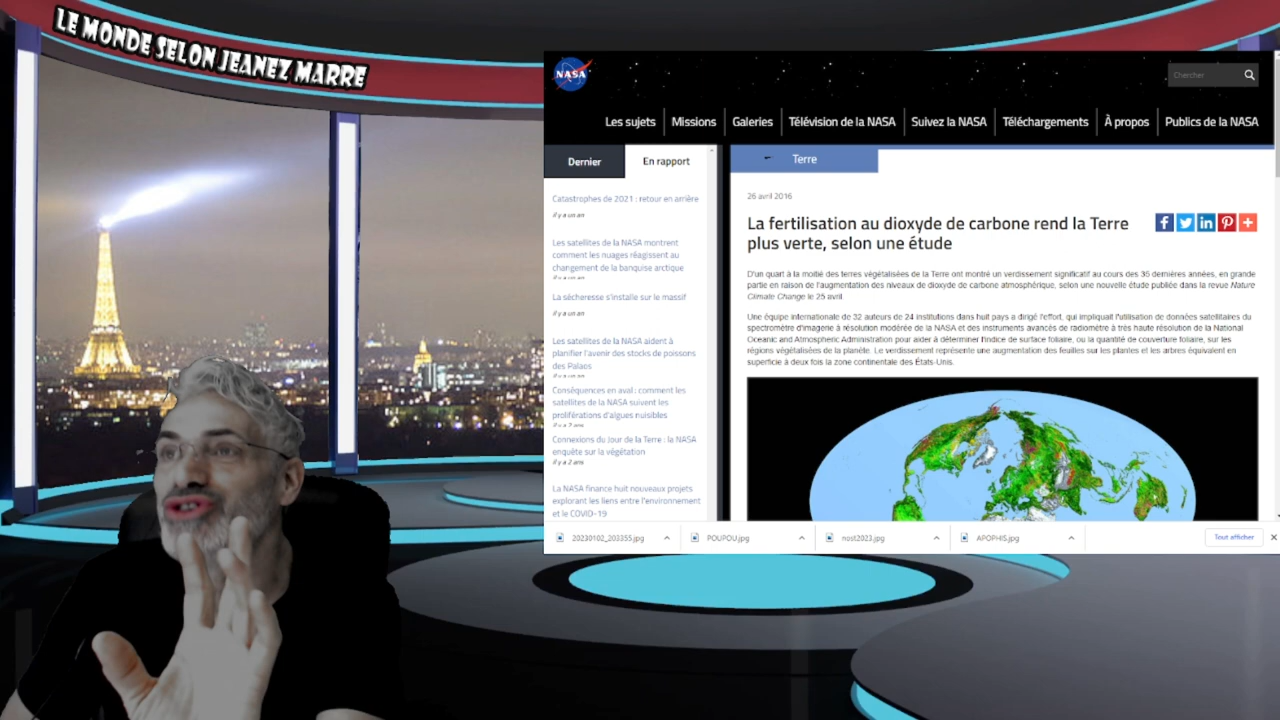 LE MONDE SELON JEANEZ MARRE
NASA
Chercher
Les sujets
Missions
Galeries
Télévision de la NASA
Suivez la NASA
Téléchargements
À propos
Publics de la NASA
Dernier
En rapport
Catastrophes de 2021 : retour en arrière
il y a un an
Les satellites de la NASA montrent
comment les nuages réagissent au
changement de la banquise arctique
il y a un an
La sécheresse s'installe sur le massif
il y a un an
Les satellites de la NASA aident à
planifier l'avenir des stocks de poissons
des Palaos
il y a un an
Conséquences en aval : comment les
satellites de la NASA suivent les
proliférations d'algues nuisibles
il y a 2 ans
Connexions du Jour de la Terre : la NASA
enquête sur la végétation
il y a 2 ans
La NASA finance huit nouveaux projets
explorant les liens entre l'environnement
et le COVID-19
Terre
26 avril 2016
La fertilisation au dioxyde de carbone rend la Terre
plus verte, selon une étude
D'un quart à la moitié des terres végétalisées de la Terre ont montré un verdissement significatif au cours des 35 dernières années, en grande
partie en raison de l'augmentation des niveaux de dioxyde de carbone atmosphérique, selon une nouvelle étude publiée dans la revue Nature
Climate Change le 25 avril
Une équipe internationale de 32 auteurs de 24 institutions dans huit pays a dirigé l'effort, qui impliquait l'utilisation de données satellitaires du
spectromètre d'imagerie à résolution modérée de la NASA et des instruments avancés de radiomètre à très haute résolution de la National
Oceanic and Atmospheric Administration pour aider à déterminer l'indice de surface foliaire, ou la quantité de couverture foliaire, sur les
régions végétalisées de la planète. Le verdissement représente une augmentation des feuilles sur les plantes et les arbres équivalent en
superficie à deux fois la zone continentale des États-Unis.
20230102_203355.jpg
POUPOU.jpg
nost2023.jpg
APOPHIS.jpg
Tout afficher